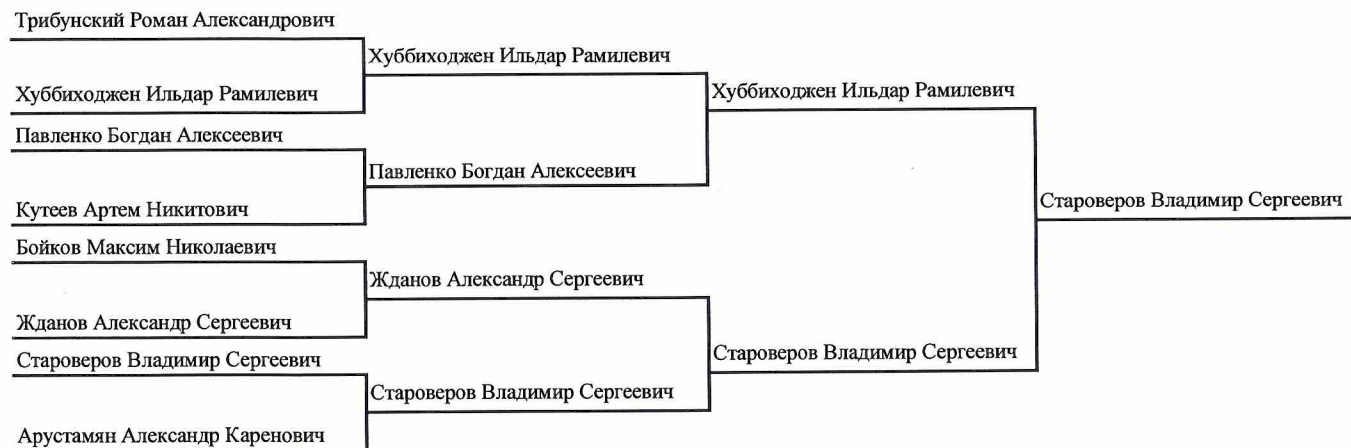 Трибунский Роман Александрович
Хуббиходжен Ильдар Рамилевич
Хуббиходжен Ильдар Рамилевич
Хуббиходжен Ильдар Рамилевич
Павленко Богдан Алексеевич
Павленко Богдан Алексеевич
Кутеев Артем Никитович
Староверов Владимир Сергеевич
Бойков Максим Николаевич
Жданов Александр Сергеевич
Жданов Александр Сергеевич
Староверов Владимир Сергеевич
Староверов Владимир Сергеевич
Староверов Владимир Сергеевич
Арустамян Александр Каренович